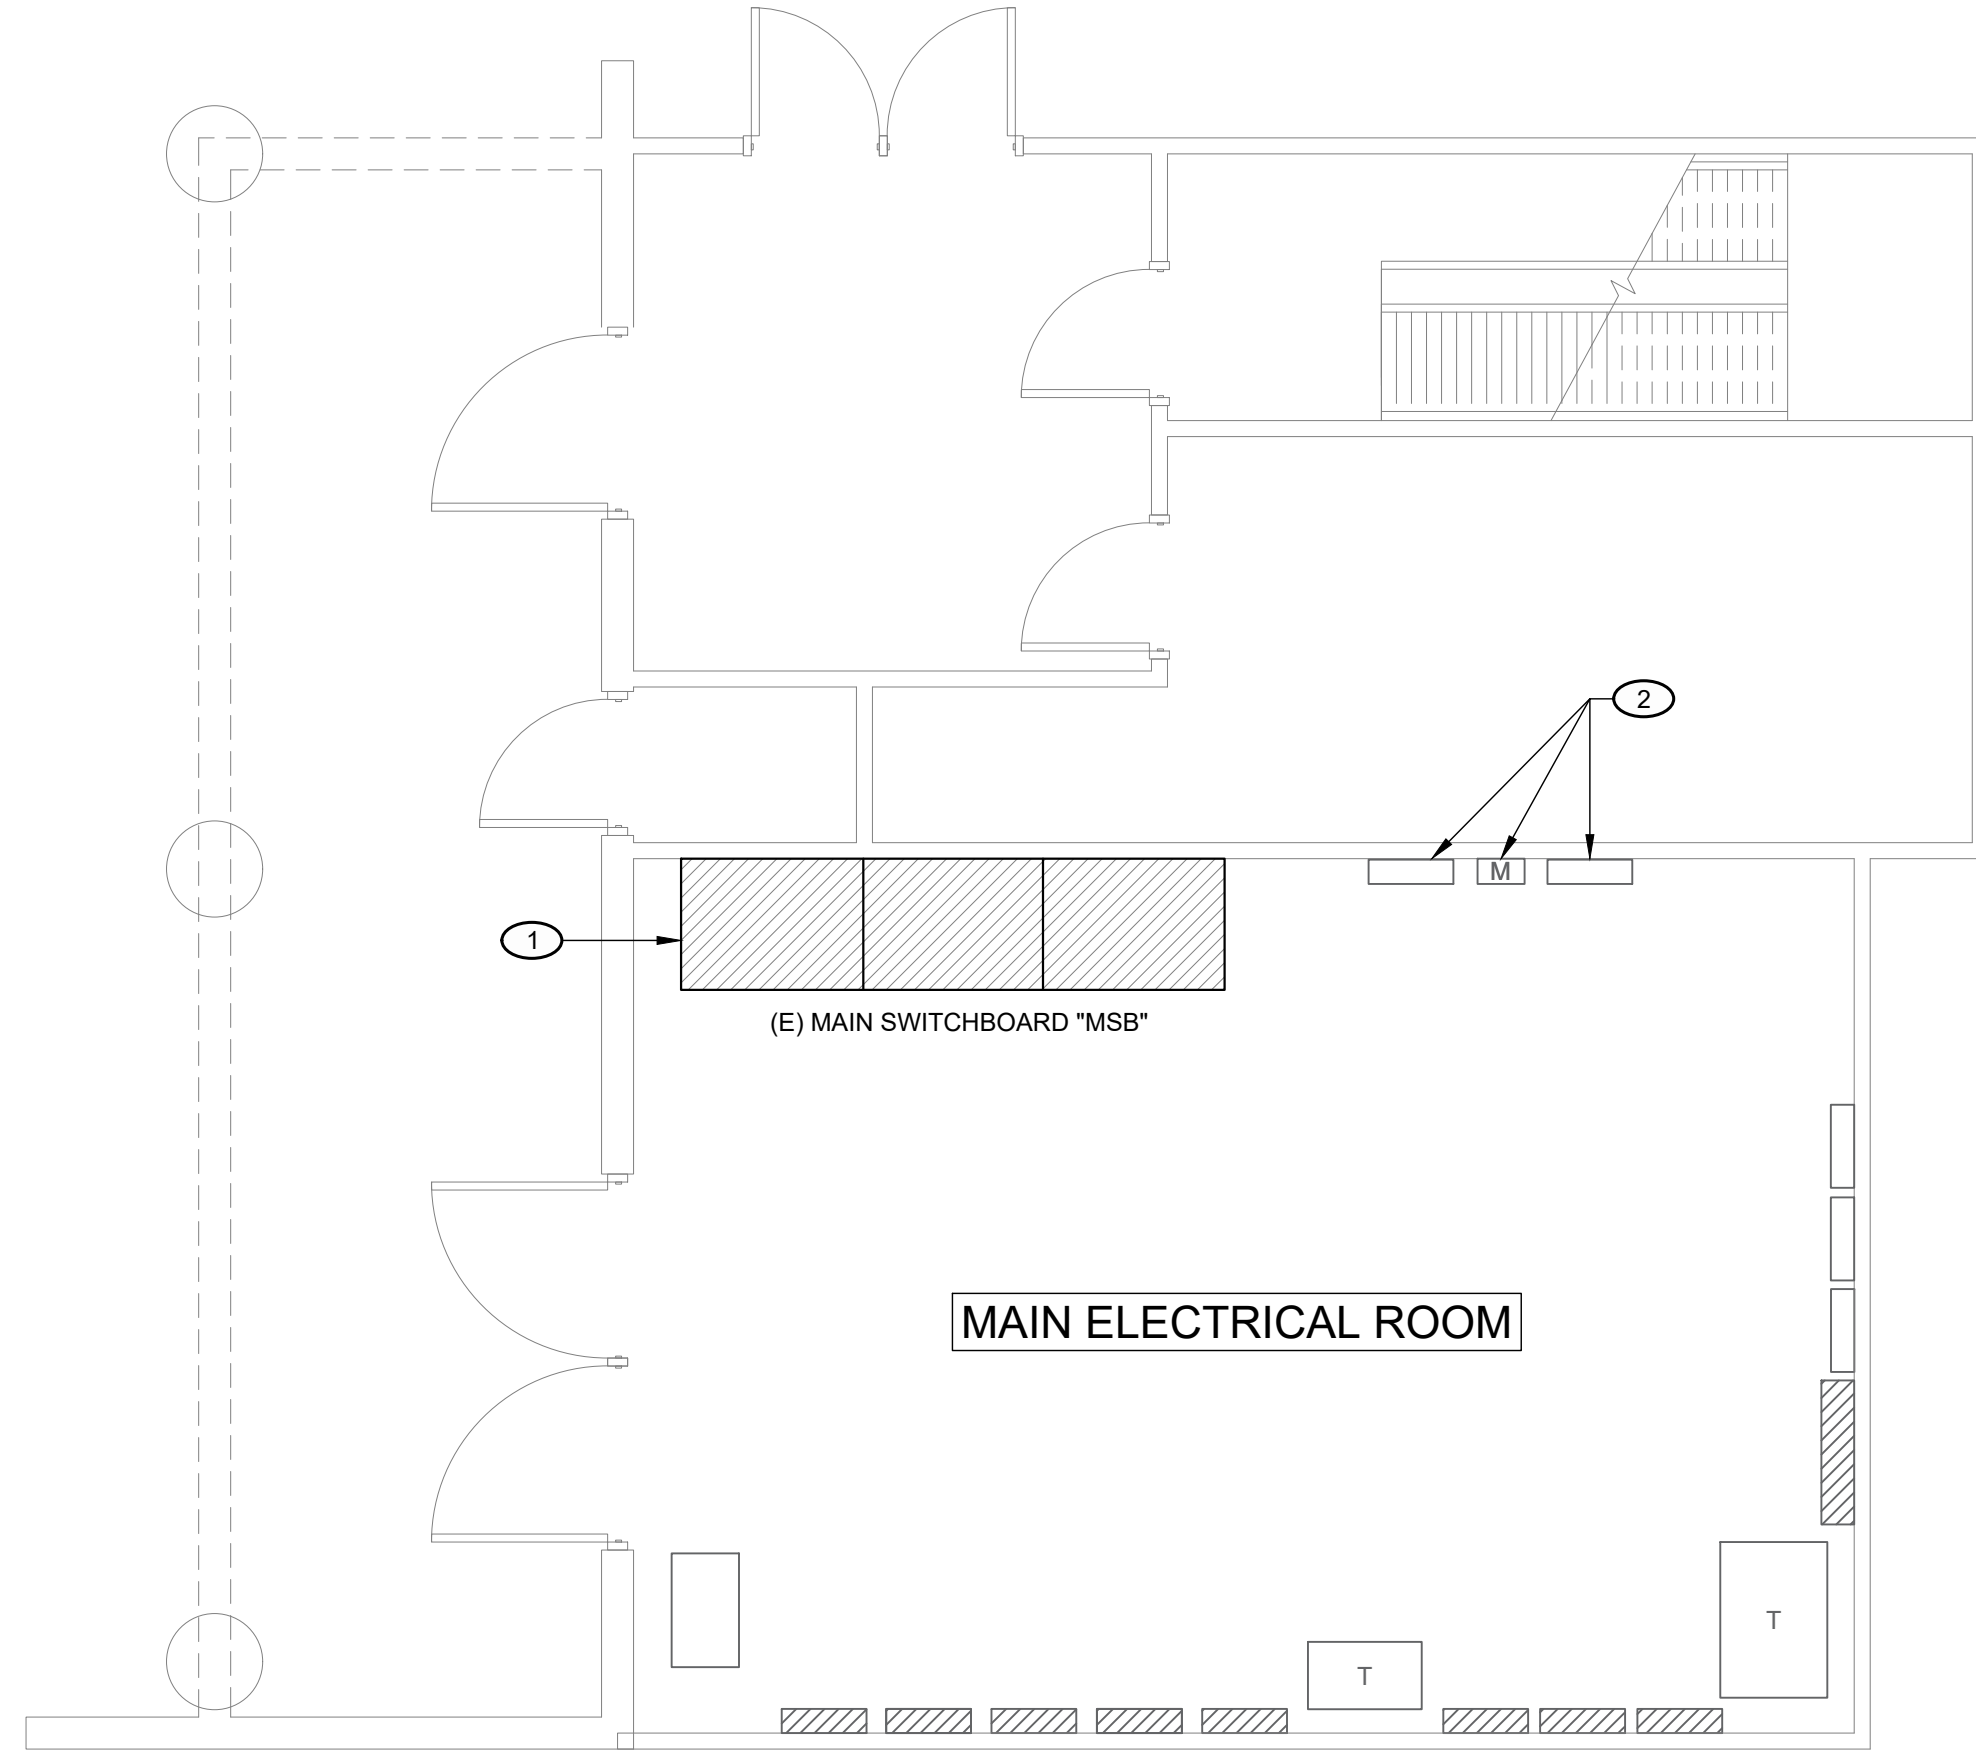 2
M
1
(E) MAIN SWITCHBOARD "MSB"
MAIN ELECTRICAL ROOM
T
T